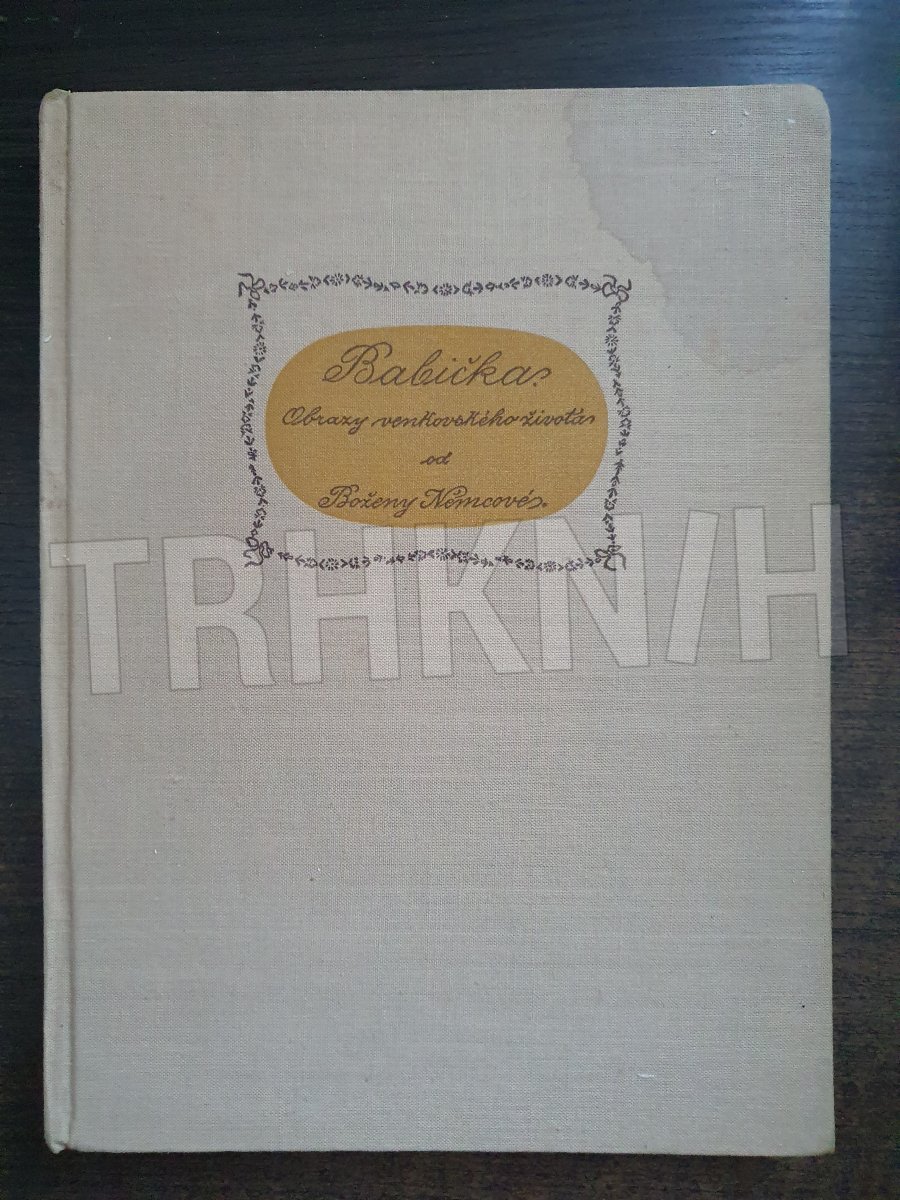 Babička.
Obrazy venkovského života
od
Boženy Němcové.
TRHKNIH